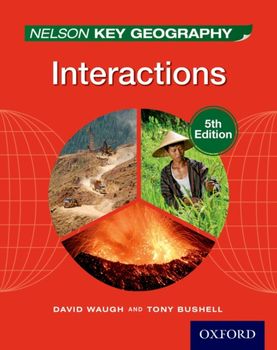 NELSON KEY GEOGRAPHY
Interactions
5th
Edition
DAVID WAUGH AND TONY BUSHELL
OXFORD